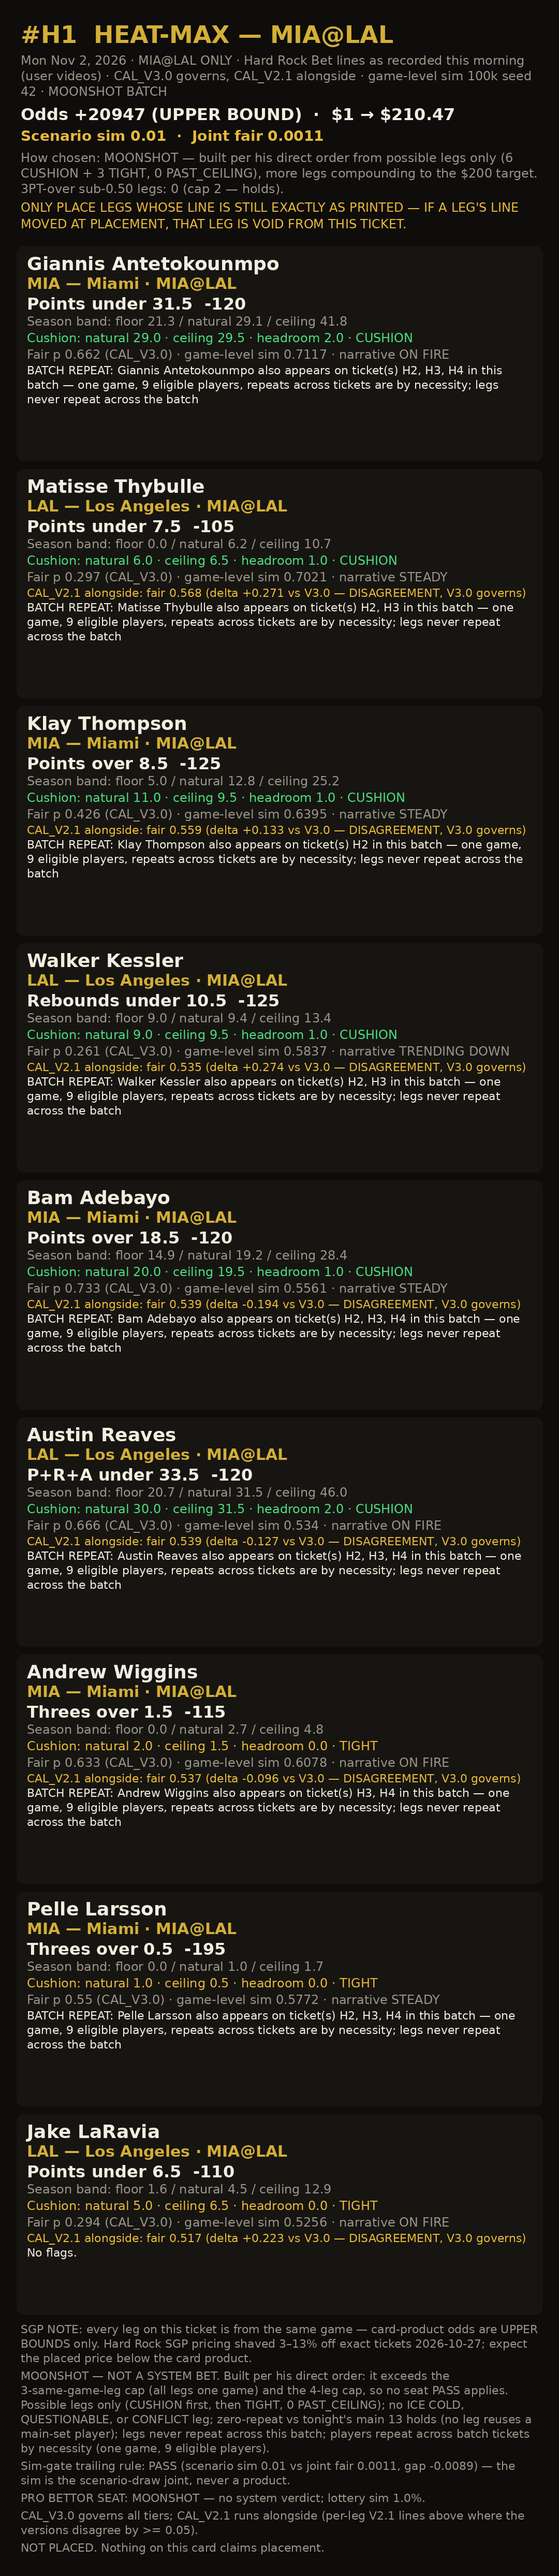 #H1  HEAT-MAX — MIA@LAL
Mon Nov 2, 2026 · MIA@LAL ONLY · Hard Rock Bet lines as recorded this morning
(user videos) · CAL_V3.0 governs, CAL_V2.1 alongside · game-level sim 100k seed
42 · MOONSHOT BATCH
Odds +20947 (UPPER BOUND)  ·  $1 → $210.47
Scenario sim 0.01  ·  Joint fair 0.0011
How chosen: MOONSHOT — built per his direct order from possible legs only (6
CUSHION + 3 TIGHT, 0 PAST_CEILING), more legs compounding to the $200 target.
3PT-over sub-0.50 legs: 0 (cap 2 — holds).
ONLY PLACE LEGS WHOSE LINE IS STILL EXACTLY AS PRINTED — IF A LEG'S LINE
MOVED AT PLACEMENT, THAT LEG IS VOID FROM THIS TICKET.
Giannis Antetokounmpo
MIA — Miami · MIA@LAL
Points under 31.5  -120
Season band: floor 21.3 / natural 29.1 / ceiling 41.8
Cushion: natural 29.0 · ceiling 29.5 · headroom 2.0 · CUSHION
Fair p 0.662 (CAL_V3.0) · game-level sim 0.7117 · narrative ON FIRE
BATCH REPEAT: Giannis Antetokounmpo also appears on ticket(s) H2, H3, H4 in this
batch — one game, 9 eligible players, repeats across tickets are by necessity; legs
never repeat across the batch
Matisse Thybulle
LAL — Los Angeles · MIA@LAL
Points under 7.5  -105
Season band: floor 0.0 / natural 6.2 / ceiling 10.7
Cushion: natural 6.0 · ceiling 6.5 · headroom 1.0 · CUSHION
Fair p 0.297 (CAL_V3.0) · game-level sim 0.7021 · narrative STEADY
CAL_V2.1 alongside: fair 0.568 (delta +0.271 vs V3.0 — DISAGREEMENT, V3.0 governs)
BATCH REPEAT: Matisse Thybulle also appears on ticket(s) H2, H3 in this batch — one
game, 9 eligible players, repeats across tickets are by necessity; legs never repeat
across the batch
Klay Thompson
MIA — Miami · MIA@LAL
Points over 8.5  -125
Season band: floor 5.0 / natural 12.8 / ceiling 25.2
Cushion: natural 11.0 · ceiling 9.5 · headroom 1.0 · CUSHION
Fair p 0.426 (CAL_V3.0) · game-level sim 0.6395 · narrative STEADY
CAL_V2.1 alongside: fair 0.559 (delta +0.133 vs V3.0 — DISAGREEMENT, V3.0 governs)
BATCH REPEAT: Klay Thompson also appears on ticket(s) H2 in this batch — one game,
9 eligible players, repeats across tickets are by necessity; legs never repeat across the
batch
Walker Kessler
LAL — Los Angeles · MIA@LAL
Rebounds under 10.5  -125
Season band: floor 9.0 / natural 9.4 / ceiling 13.4
Cushion: natural 9.0 · ceiling 9.5 · headroom 1.0 · CUSHION
Fair p 0.261 (CAL_V3.0) · game-level sim 0.5837 · narrative TRENDING DOWN
CAL_V2.1 alongside: fair 0.535 (delta +0.274 vs V3.0 — DISAGREEMENT, V3.0 governs)
BATCH REPEAT: Walker Kessler also appears on ticket(s) H2, H3 in this batch — one
game, 9 eligible players, repeats across tickets are by necessity; legs never repeat
across the batch
Bam Adebayo
MIA — Miami · MIA@LAL
Points over 18.5  -120
Season band: floor 14.9 / natural 19.2 / ceiling 28.4
Cushion: natural 20.0 · ceiling 19.5 · headroom 1.0 · CUSHION
Fair p 0.733 (CAL_V3.0) · game-level sim 0.5561 · narrative STEADY
CAL_V2.1 alongside: fair 0.539 (delta -0.194 vs V3.0 — DISAGREEMENT, V3.0 governs)
BATCH REPEAT: Bam Adebayo also appears on ticket(s) H2, H3, H4 in this batch — one
game, 9 eligible players, repeats across tickets are by necessity; legs never repeat
across the batch
Austin Reaves
LAL — Los Angeles · MIA@LAL
P+R+A under 33.5  -120
Season band: floor 20.7 / natural 31.5 / ceiling 46.0
Cushion: natural 30.0 · ceiling 31.5 · headroom 2.0 · CUSHION
Fair p 0.666 (CAL_V3.0) · game-level sim 0.534 · narrative ON FIRE
CAL_V2.1 alongside: fair 0.539 (delta -0.127 vs V3.0 — DISAGREEMENT, V3.0 governs)
BATCH REPEAT: Austin Reaves also appears on ticket(s) H2, H3, H4 in this batch — one
game, 9 eligible players, repeats across tickets are by necessity; legs never repeat
across the batch
Andrew Wiggins
MIA — Miami · MIA@LAL
Threes over 1.5  -115
Season band: floor 0.0 / natural 2.7 / ceiling 4.8
Cushion: natural 2.0 · ceiling 1.5 · headroom 0.0 · TIGHT
Fair p 0.633 (CAL_V3.0) · game-level sim 0.6078 · narrative ON FIRE
CAL_V2.1 alongside: fair 0.537 (delta -0.096 vs V3.0 — DISAGREEMENT, V3.0 governs)
BATCH REPEAT: Andrew Wiggins also appears on ticket(s) H3, H4 in this batch — one
game, 9 eligible players, repeats across tickets are by necessity; legs never repeat
across the batch
Pelle Larsson
MIA — Miami · MIA@LAL
Threes over 0.5  -195
Season band: floor 0.0 / natural 1.0 / ceiling 1.7
Cushion: natural 1.0 · ceiling 0.5 · headroom 0.0 · TIGHT
Fair p 0.55 (CAL_V3.0) · game-level sim 0.5772 · narrative STEADY
BATCH REPEAT: Pelle Larsson also appears on ticket(s) H2, H3, H4 in this batch — one
game, 9 eligible players, repeats across tickets are by necessity; legs never repeat
across the batch
Jake LaRavia
LAL — Los Angeles · MIA@LAL
Points under 6.5  -110
Season band: floor 1.6 / natural 4.5 / ceiling 12.9
Cushion: natural 5.0 · ceiling 6.5 · headroom 0.0 · TIGHT
Fair p 0.294 (CAL_V3.0) · game-level sim 0.5256 · narrative ON FIRE
CAL_V2.1 alongside: fair 0.517 (delta +0.223 vs V3.0 — DISAGREEMENT, V3.0 governs)
No flags.
SGP NOTE: every leg on this ticket is from the same game — card-product odds are UPPER
BOUNDS only. Hard Rock SGP pricing shaved 3–13% off exact tickets 2026-10-27; expect
the placed price below the card product.
MOONSHOT — NOT A SYSTEM BET. Built per his direct order: it exceeds the
3-same-game-leg cap (all legs one game) and the 4-leg cap, so no seat PASS applies.
Possible legs only (CUSHION first, then TIGHT, 0 PAST_CEILING); no ICE COLD,
QUESTIONABLE, or CONFLICT leg; zero-repeat vs tonight's main 13 holds (no leg reuses a
main-set player); legs never repeat across this batch; players repeat across batch tickets
by necessity (one game, 9 eligible players).
Sim-gate trailing rule: PASS (scenario sim 0.01 vs joint fair 0.0011, gap -0.0089) — the
sim is the scenario-draw joint, never a product.
PRO BETTOR SEAT: MOONSHOT — no system verdict; lottery sim 1.0%.
CAL_V3.0 governs all tiers; CAL_V2.1 runs alongside (per-leg V2.1 lines above where the
versions disagree by >= 0.05).
NOT PLACED. Nothing on this card claims placement.